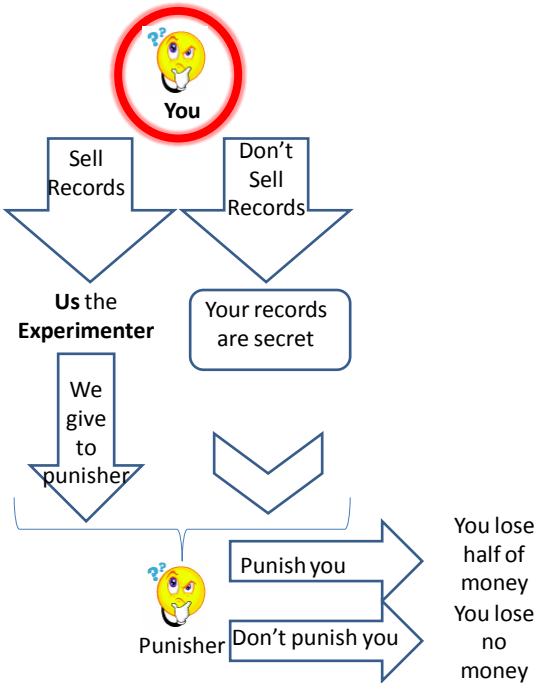 ??
You
Sell
Records
Don't
Sell
Records
Us the
Experimenter
Your records
are secret
We
give
to
punisher
??
Punisher
Punish you
You lose
half of
money
Don't punish you
You lose
no
money